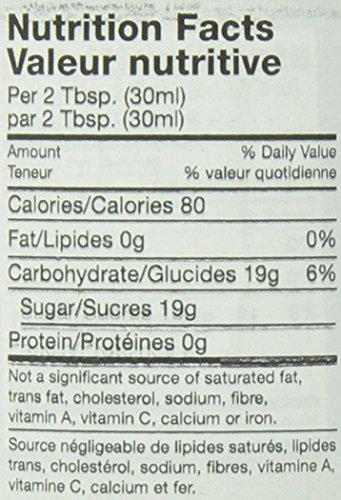 Nutrition Facts
Valeur nutritive
Per 2 Tbsp. (30ml)
par 2 Tbsp. (30ml)
Amount % Daily Value
Teneur % valeur quotidienne
Calories/Calories 80
Fat/Lipides 0g 0%
Carbohydrate/Glucides 19g 6%
Sugar/Sucres 19g
Protein/Protéines 0g
Not a significant source of saturated fat,
trans fat, cholesterol, sodium, fibre,
vitamin A, vitamin C, calcium or iron.
Source négligeable de lipides saturés, lipides
trans, cholestérol, sodium, fibres, vitamine A,
vitamine C, calcium et fer.